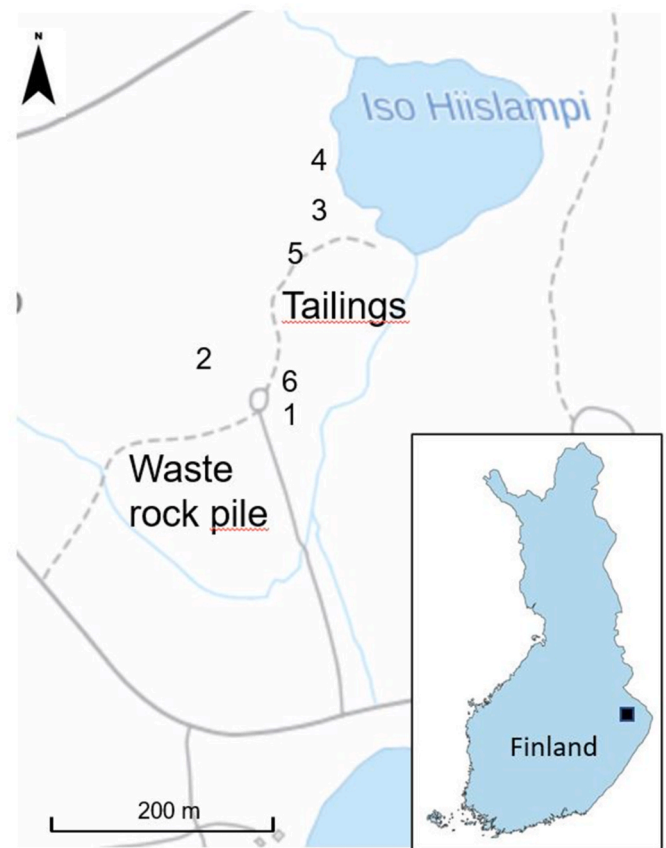 N
Iso Hiislampi
4
3
5
Tailings
2
6
1
Waste
rock pile
Finland
200 m